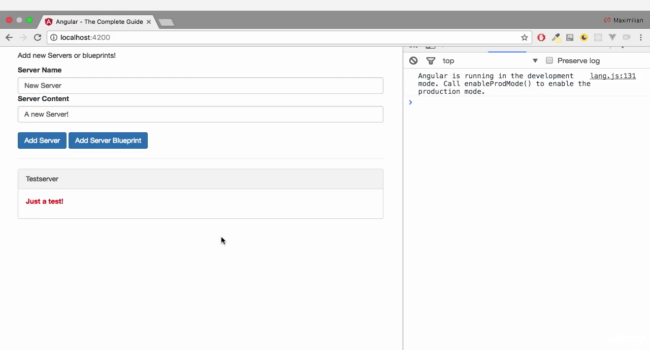 Angular - The Complete Guide
Maximilian
localhost:4200
Add new Servers or blueprints!
Server Name
New Server
Server Content
A new Server!
Add Server
Add Server Blueprint
Testserver
Just a test!
top
Preserve log
Angular is running in the development
lang.js:131
mode. Call enableProdMode() to enable the
production mode.